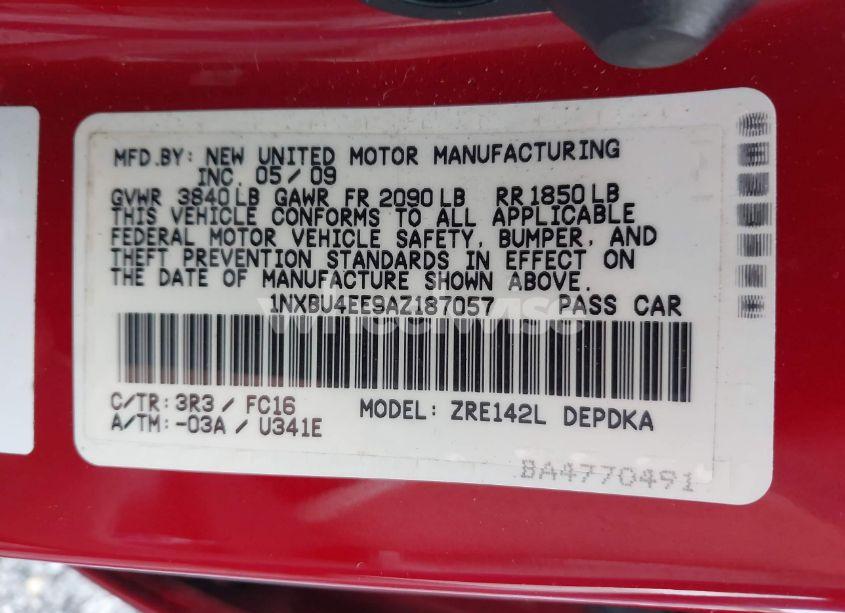 MFD.BY: NEW UNITED MOTOR MANUFACTURING
INC. 05/09
GVWR 3840LB GAWR FR 2090LB RR1850LB
THIS VEHICLE CONFORMS TO ALL APPLICABLE
FEDERAL MOTOR VEHICLE SAFETY, BUMPER, AND
THEFT PREVENTION STANDARDS IN EFFECT ON
THE DATE OF MANUFACTURE SHOWN ABOVE.
1NXBU4EE9AZ187057 PASS CAR
wheelwise
C/TR: 3R3 / FC16 MODEL: ZRE142L DEPDKA
A/TM: -03A / U341E
BA4770491